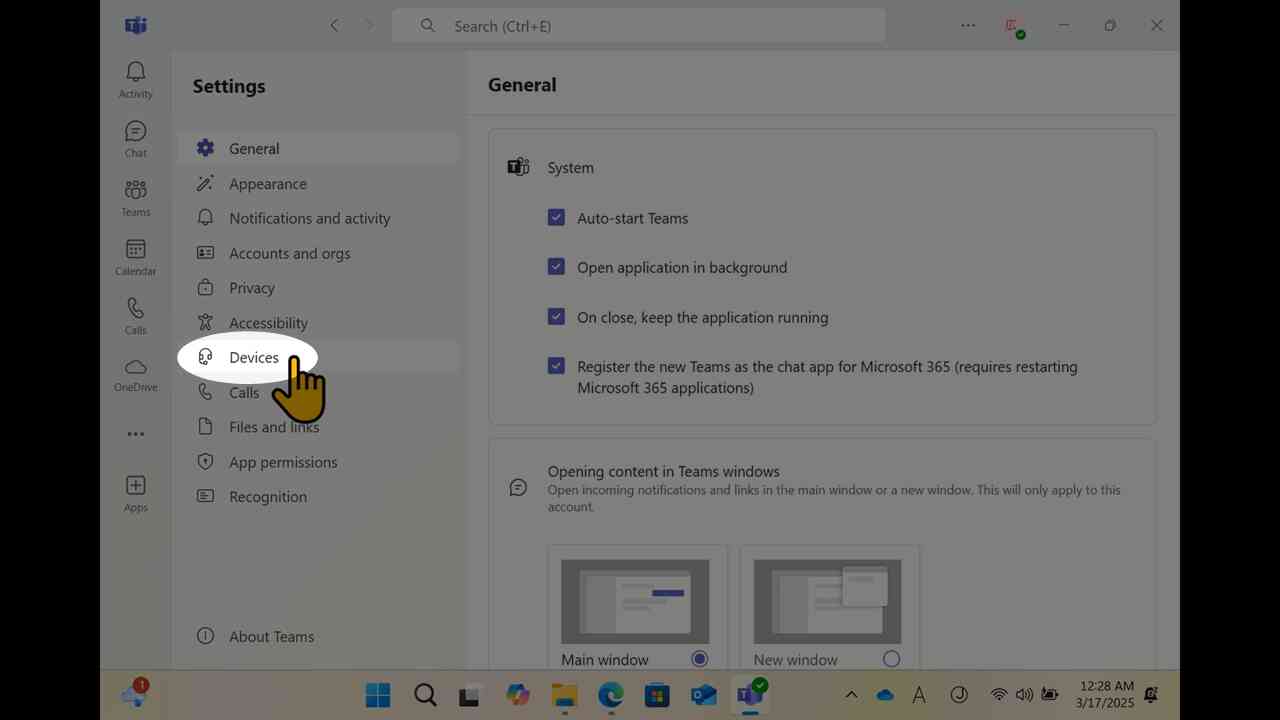 Search (Ctrl+E)
Activity
Chat
Teams
Calendar
Calls
OneDrive
Apps
Settings
General
Appearance
Notifications and activity
Accounts and orgs
Privacy
Accessibility
Devices
Calls
Files and links
App permissions
Recognition
About Teams
General
System
Auto-start Teams
Open application in background
On close, keep the application running
Register the new Teams as the chat app for Microsoft 365 (requires restarting
Microsoft 365 applications)
Opening content in Teams windows
Open incoming notifications and links in the main window or a new window. This will only apply to this
account.
Main window
New window
1
A
12:28 AM
3/17/2025